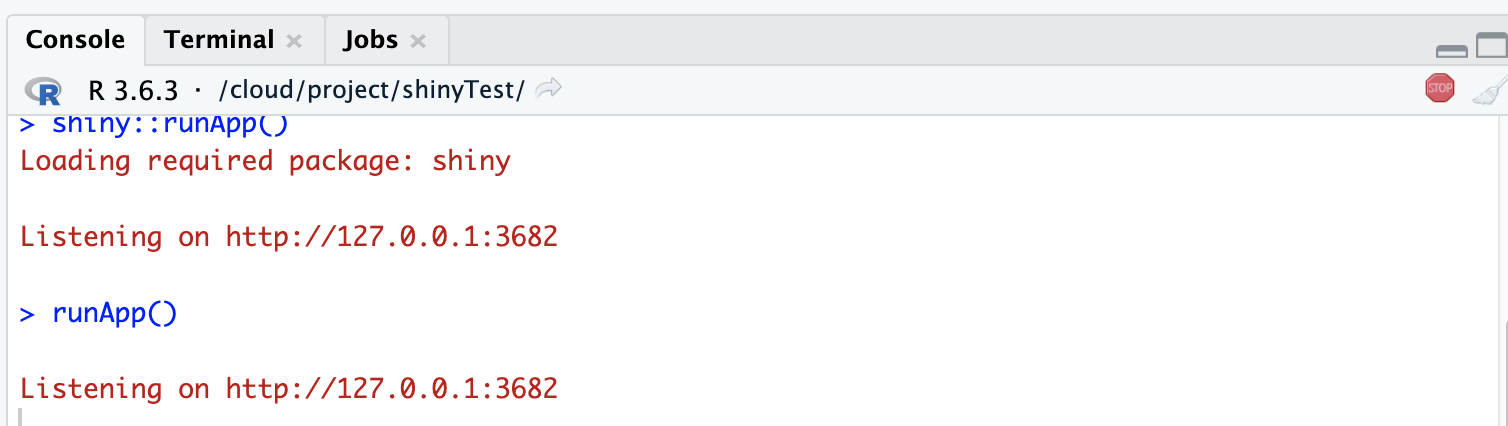 Console Terminal × Jobs ×
R R 3.6.3 · /cloud/project/shinyTest/ STOP
> shiny::runApp()
Loading required package: shiny
Listening on http://127.0.0.1:3682
> runApp()
Listening on http://127.0.0.1:3682